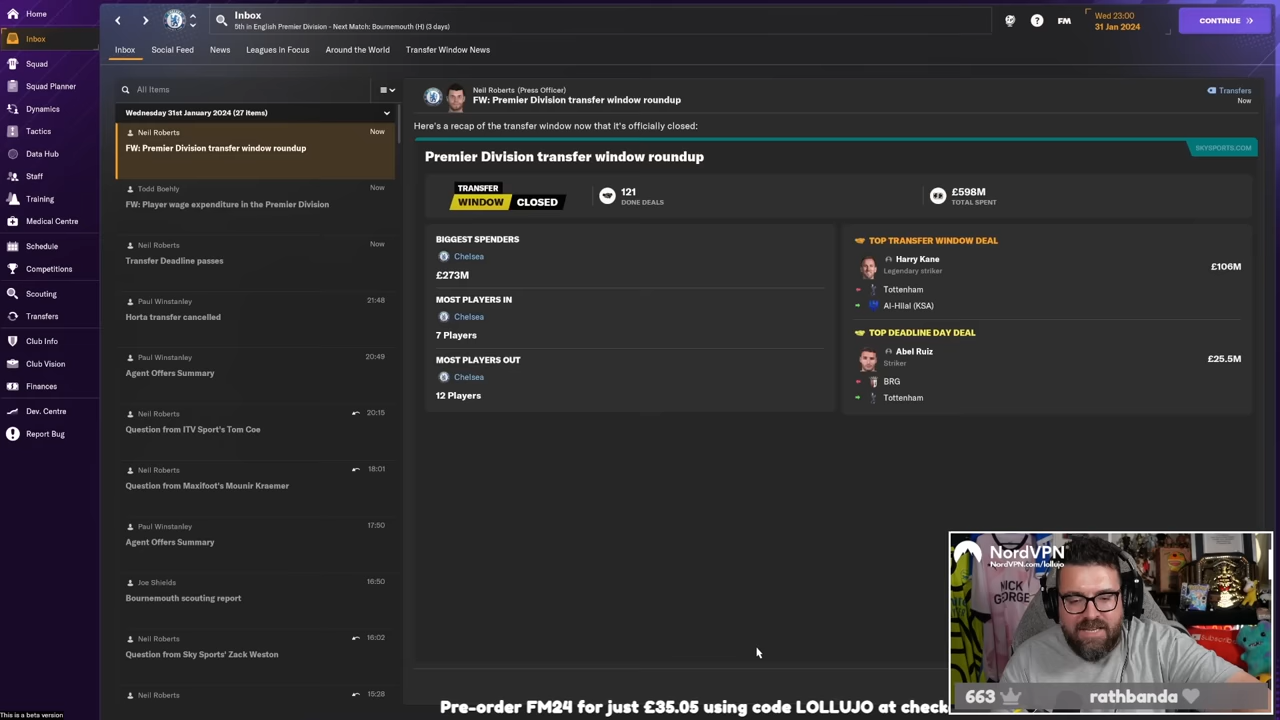 Home
Inbox
Squad
Squad Planner
Dynamics
Tactics
Data Hub
Staff
Training
Medical Centre
Schedule
Competitions
Scouting
Transfers
Club Info
Club Vision
Finances
Dev. Centre
Report Bug
This is a beta version
Inbox
5th in English Premier Division - Next Match: Bournemouth (H) (3 days)
FM
Wed 23:00
31 Jan 2024
CONTINUE
Inbox Social Feed News Leagues in Focus Around the World Transfer Window News
All Items
Wednesday 31st January 2024 (27 Items)
Neil Roberts Now
FW: Premier Division transfer window roundup
Todd Boehly Now
FW: Player wage expenditure in the Premier Division
Neil Roberts Now
Transfer Deadline passes
Paul Winstanley 21:48
Horta transfer cancelled
Paul Winstanley 20:49
Agent Offers Summary
Neil Roberts 20:15
Question from ITV Sport's Tom Coe
Neil Roberts 18:01
Question from Maxifoot's Mounir Kraemer
Paul Winstanley 17:50
Agent Offers Summary
Joe Shields 16:50
Bournemouth scouting report
Neil Roberts 16:02
Question from Sky Sports' Zack Weston
Neil Roberts 15:28
Neil Roberts (Press Officer)
FW: Premier Division transfer window roundup
Transfers
Now
Here's a recap of the transfer window now that it's officially closed:
SKYSPORTS.COM
Premier Division transfer window roundup
TRANSFER
WINDOW CLOSED
121
DONE DEALS
£598M
TOTAL SPENT
BIGGEST SPENDERS
Chelsea
£273M
MOST PLAYERS IN
Chelsea
7 Players
MOST PLAYERS OUT
Chelsea
12 Players
TOP TRANSFER WINDOW DEAL
Harry Kane
Legendary striker
£106M
Tottenham
Al-Hilal (KSA)
TOP DEADLINE DAY DEAL
Abel Ruiz
Striker
£25.5M
BRG
Tottenham
NordVPN
NordVPN.com/lollujo
NICK
GEORGE
Subscribe
663 rathbanda
Pre-order FM24 for just £35.05 using code LOLLUJO at check